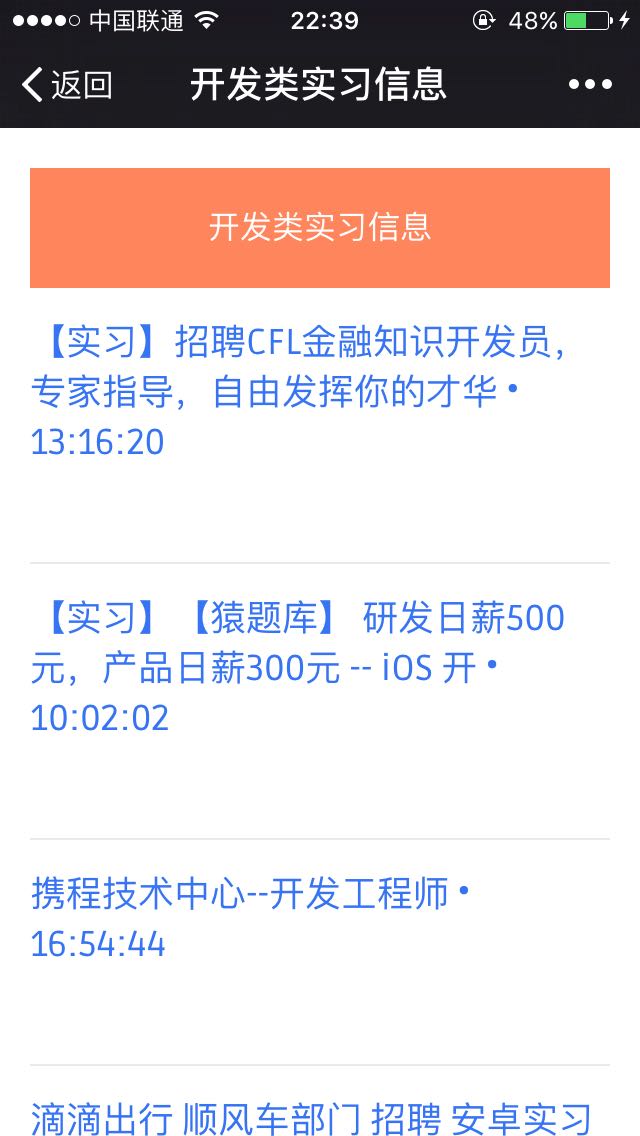 中国联通 22:39 48%
返回 开发类实习信息
开发类实习信息
【实习】招聘CFL金融知识开发员，
专家指导，自由发挥你的才华 •
13:16:20
【实习】【猿题库】 研发日薪500
元，产品日薪300元 -- iOS 开 •
10:02:02
携程技术中心--开发工程师 •
16:54:44
滴滴出行 顺风车部门 招聘 安卓实习